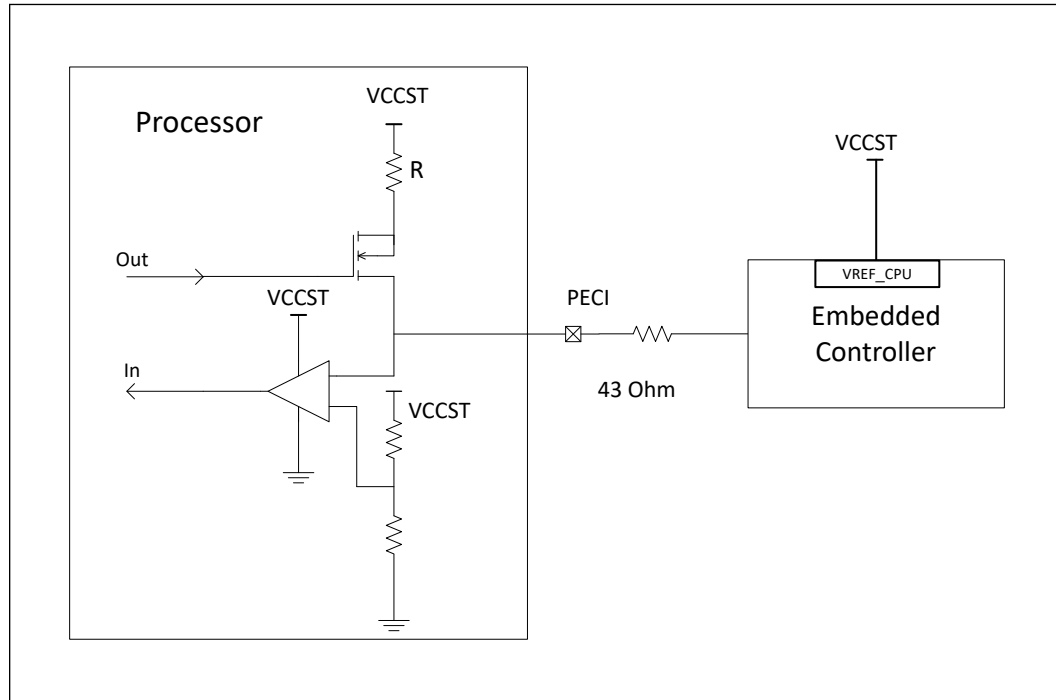 Processor
VCCST
R
Out
VCCST
In
VCCST
PECI
43 Ohm
VCCST
VREF_CPU
Embedded
Controller